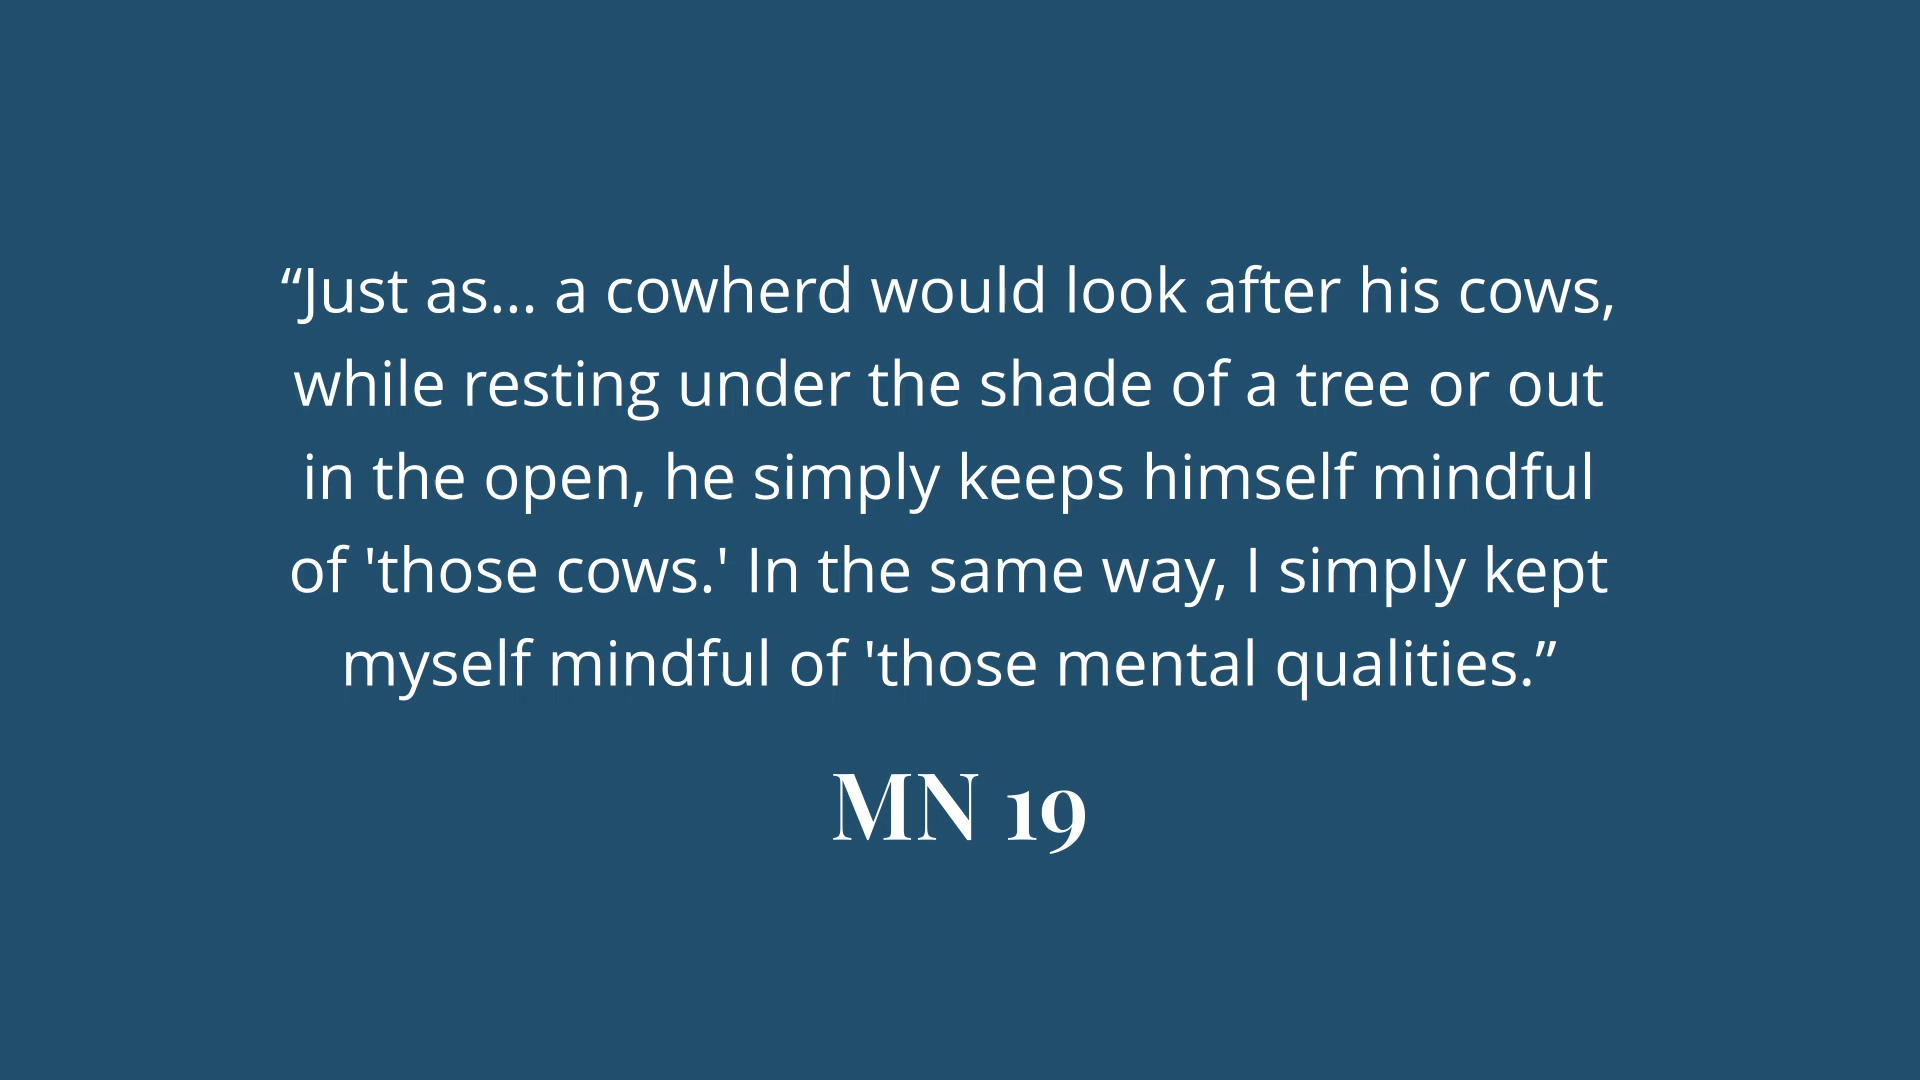 “Just as... a cowherd would look after his cows,
while resting under the shade of a tree or out
in the open, he simply keeps himself mindful
of 'those cows.' In the same way, I simply kept
myself mindful of 'those mental qualities.”
MN 19